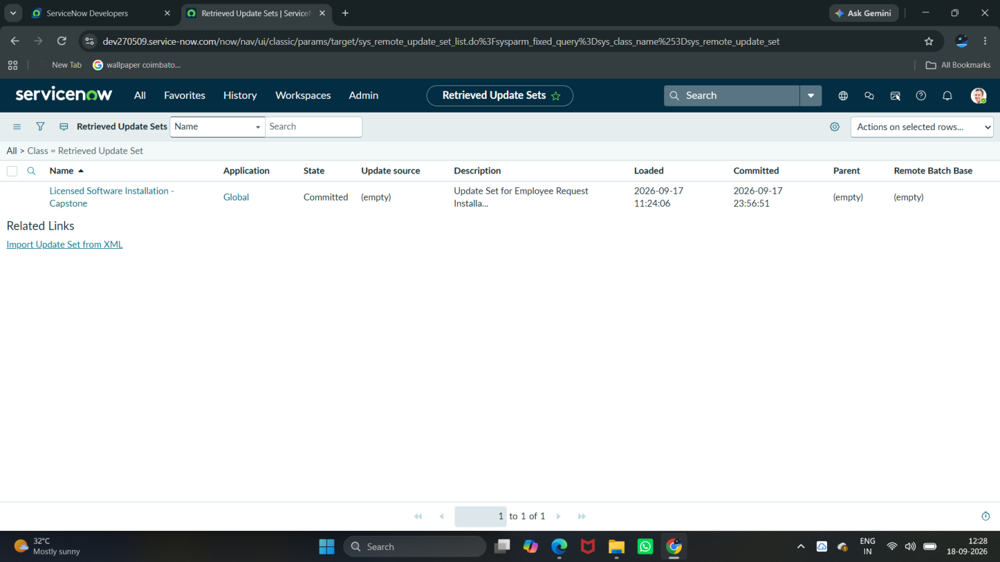 ServiceNow Developers
Retrieved Update Sets | Service
Ask Gemini
dev270509.service-now.com/now/nav/ui/classic/params/target/sys_remote_update_set_list.do%3Fsysparm_fixed_query%3Dsys_class_name%253Dsys_remote_update_set
New Tab
wallpaper coimbato...
All Bookmarks
servicenow All Favorites History Workspaces Admin
Retrieved Update Sets
Search
Retrieved Update Sets Name Search
Actions on selected rows...
All > Class = Retrieved Update Set
Name Application State Update source Description Loaded Committed Parent Remote Batch Base
Licensed Software Installation - Capstone Global Committed (empty) Update Set for Employee Request Installa... 2026-09-17 11:24:06 2026-09-17 23:56:51 (empty) (empty)
Related Links
Import Update Set from XML
1 to 1 of 1
32°C
Mostly sunny
Search
ENG
IN
12:28
18-09-2026